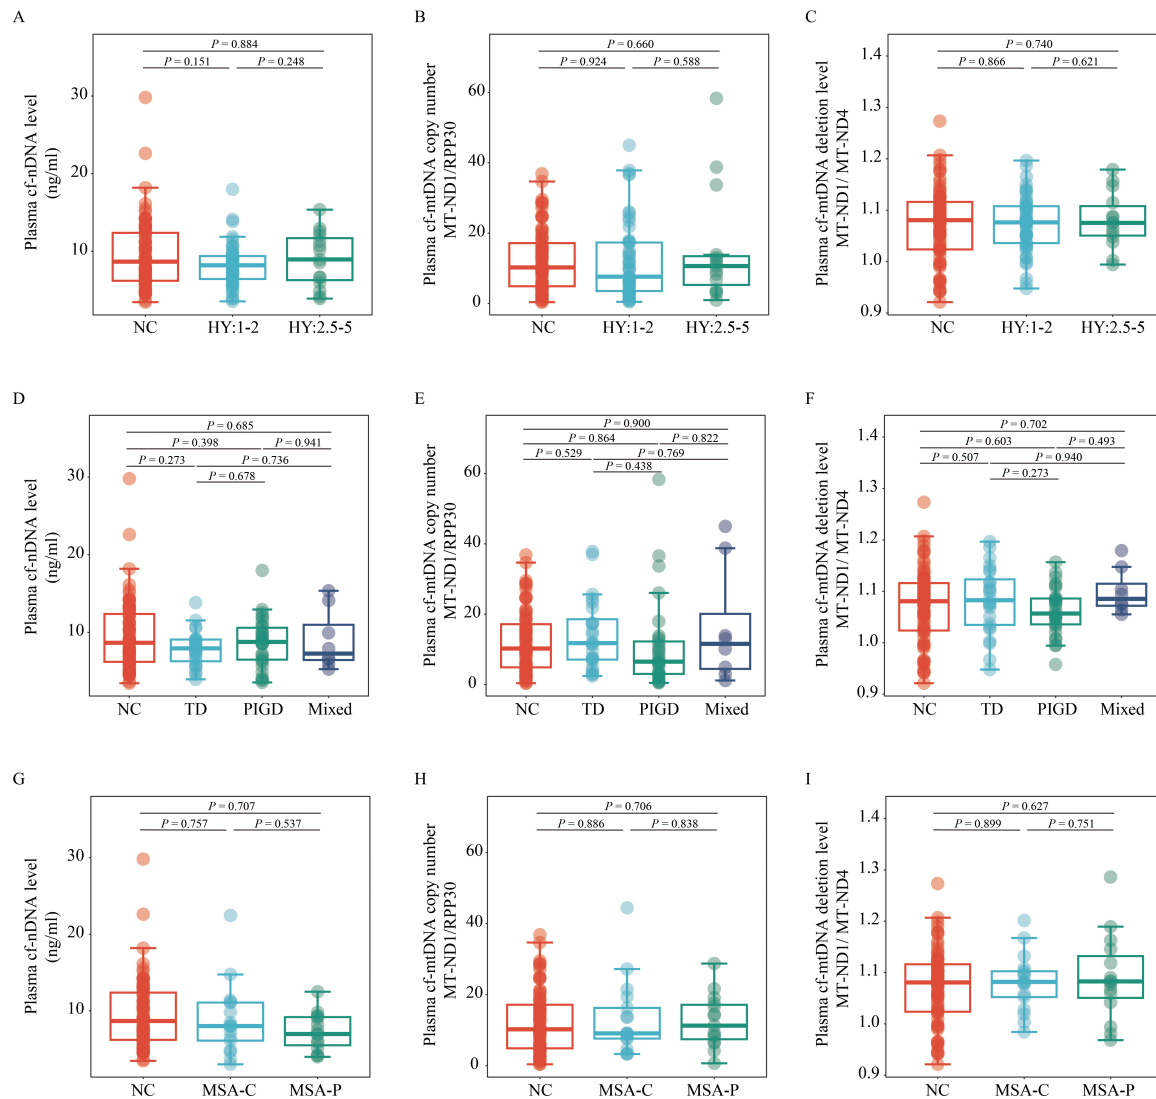 A
Plasma cf-nDNA level
(ng/ml)
30
20
10
P = 0.884
P = 0.151
P = 0.248
NC
HY:1-2
HY:2.5-5
B
Plasma cf-mtDNA copy number
MT-ND1/RPP30
60
40
20
0
P = 0.660
P = 0.924
P = 0.588
NC
HY:1-2
HY:2.5-5
C
Plasma cf-mtDNA deletion level
MT-ND1/ MT-ND4
1.4
1.3
1.2
1.1
1.0
0.9
P = 0.740
P = 0.866
P = 0.621
NC
HY:1-2
HY:2.5-5
D
Plasma cf-nDNA level
(ng/ml)
30
20
10
P = 0.685
P = 0.398
P = 0.941
P = 0.273
P = 0.736
P = 0.678
NC
TD
PIGD
Mixed
E
Plasma cf-mtDNA copy number
MT-ND1/RPP30
60
40
20
0
P = 0.900
P = 0.864
P = 0.822
P = 0.529
P = 0.769
P = 0.438
NC
TD
PIGD
Mixed
F
Plasma cf-mtDNA deletion level
MT-ND1/ MT-ND4
1.4
1.3
1.2
1.1
1.0
0.9
P = 0.702
P = 0.603
P = 0.493
P = 0.507
P = 0.940
P = 0.273
NC
TD
PIGD
Mixed
G
Plasma cf-nDNA level
(ng/ml)
30
20
10
P = 0.707
P = 0.757
P = 0.537
NC
MSA-C
MSA-P
H
Plasma cf-mtDNA copy number
MT-ND1/RPP30
60
40
20
0
P = 0.706
P = 0.886
P = 0.838
NC
MSA-C
MSA-P
I
Plasma cf-mtDNA deletion level
MT-ND1/ MT-ND4
1.4
1.3
1.2
1.1
1.0
0.9
P = 0.627
P = 0.899
P = 0.751
NC
MSA-C
MSA-P